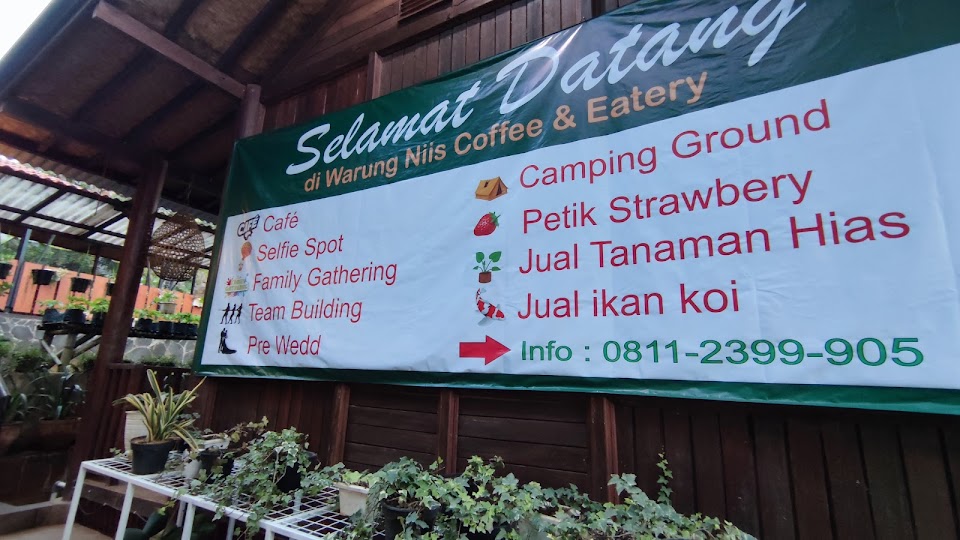 Selamat Datang
di Warung Niis Coffee & Eatery
Café
Selfie Spot
Family Gathering
Team Building
Pre Wedd
Camping Ground
Petik Strawbery
Jual Tanaman Hias
Jual ikan koi
Info : 0811-2399-905